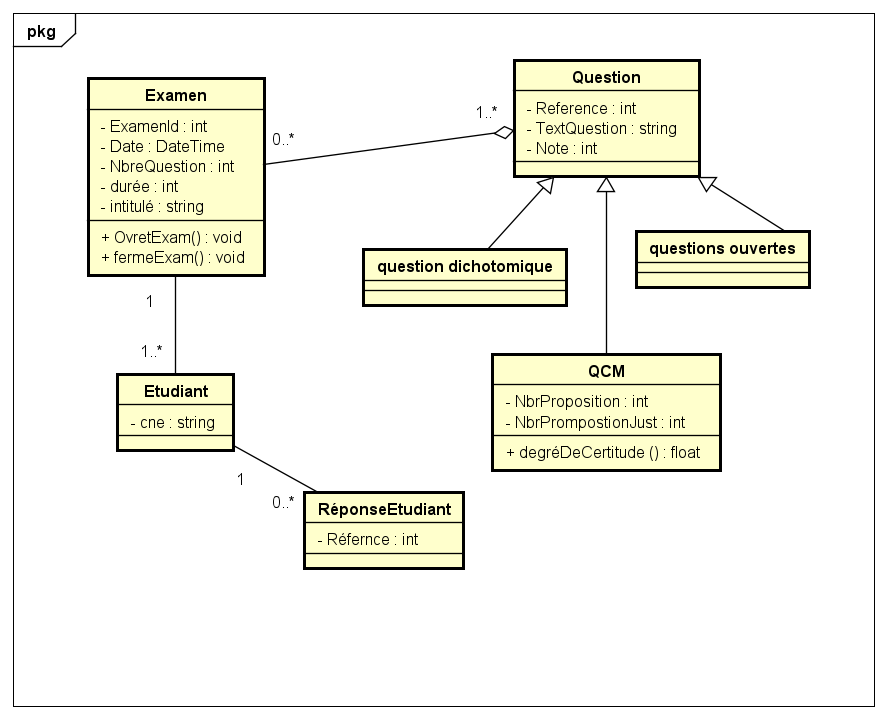 pkg
Examen
- ExamenId : int
- Date : DateTime
- NbreQuestion : int
- durée : int
- intitulé : string
+ OvretExam() : void
+ fermeExam() : void
0..*
1..*
Question
- Reference : int
- TextQuestion : string
- Note : int
question dichotomique
questions ouvertes
QCM
- NbrProposition : int
- NbrPrompostionJust : int
+ degréDeCertitude () : float
1
1..*
Etudiant
- cne : string
1
0..*
RéponseEtudiant
- Réfernce : int